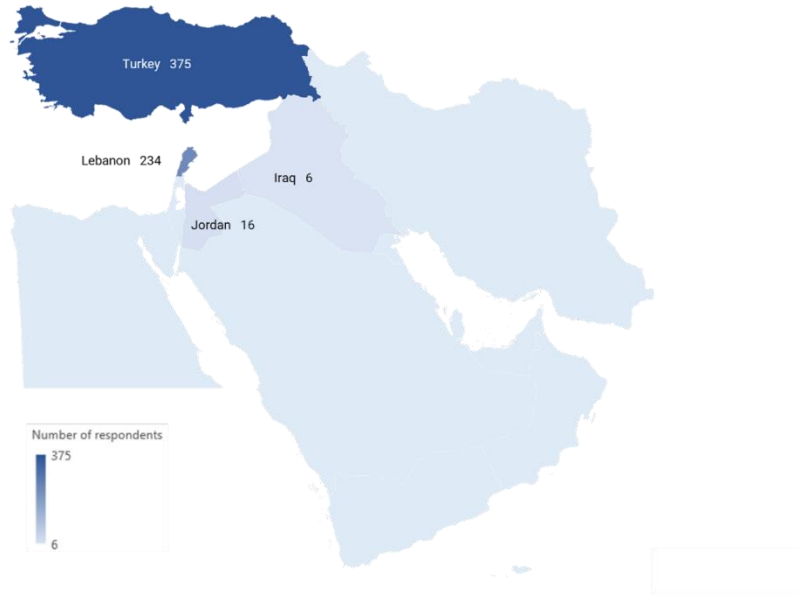 Turkey 375
Lebanon 234
Iraq 6
Jordan 16
Number of respondents
375
6